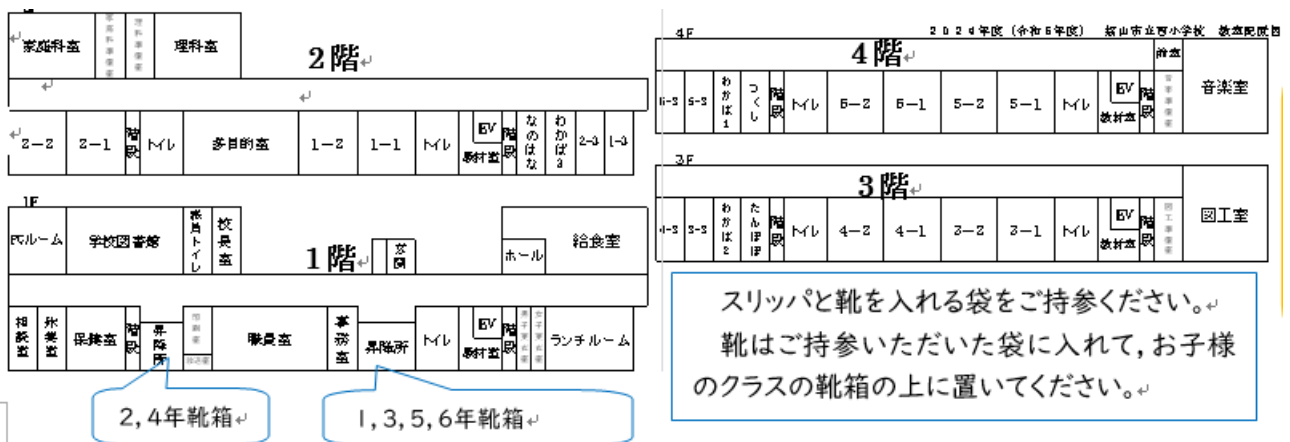 家庭科室 理科室
2階
2-2 2-1 階段 トイレ 多目的室 1-2 1-1 トイレ EV 教材室 階段 なのはな わかば3 2-3 1-3
1F
PCルーム 学校図書館 職員トイレ 校長室 1階 玄関 ホール 給食室
相談室 休養室 保健室 階段 昇降所 職員室 事務室 昇降所 トイレ EV 教材室 階段 ランチルーム
2,4年靴箱
1,3,5,6年靴箱
4F
2024年度(令和6年度)
西小学校 教室配置図
4階
音楽室
6-3 5-3 わかば1 つくし 階段 トイレ 6-2 6-1 5-2 5-1 トイレ EV 教材室 階段
3F
3階
図工室
4-3 3-3 わかば2 たんぽぽ 階段 トイレ 4-2 4-1 3-2 3-1 トイレ EV 教材室 階段
スリッパと靴を入れる袋をご持参ください。
靴はご持参いただいた袋に入れて,お子様
のクラスの靴箱の上に置いてください。